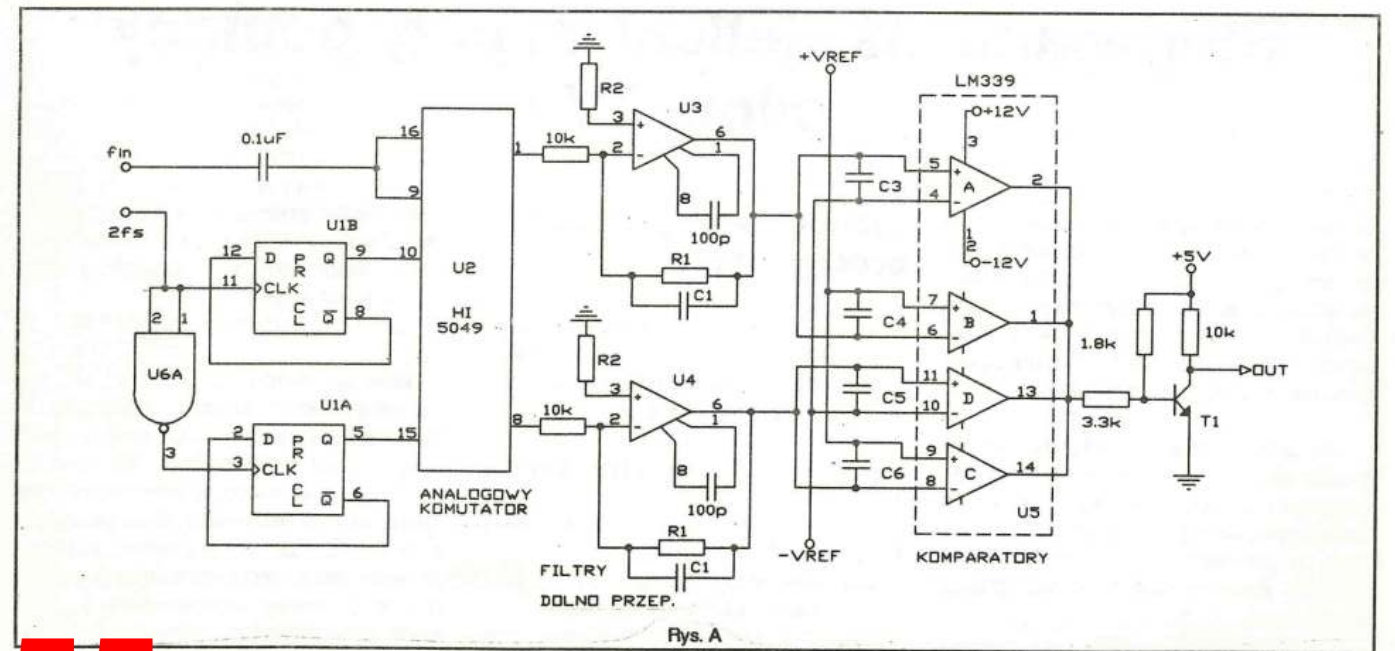 +VREF
LM339
R2
U3
+12V
3
3
+
6
0.1uF
16
1
10k
2
-
1
5
+
A
2
fin
C3
4
-
9
8
100p
2fs
U1B
1
2
-12V
+5V
12
D
PR
Q
9
10
U2
R1
11
CLK
C1
7
+
B
1
1.8k
10k
2
1
CL
Q
8
HI
5049
C4
6
-
R2
U4
OUT
U6A
3
+
6
11
+
D
13
U1A
10k
2
-
1
C5
10
-
3.3k
T1
2
D
PR
Q
5
15
8
3
3
CLK
8
100p
9
+
C
14
CL
Q
6
ANALOGOWY
KOMUTATOR
C6
8
-
U5
R1
C1
-VREF
KOMPARATORY
FILTRY
DOLNO PRZEP.
Rys. A